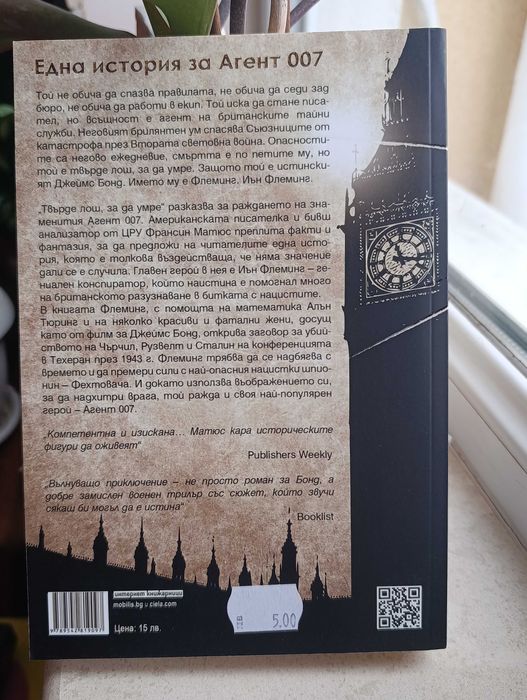 Една история за Агент 007
Той не обича да спазва правилата, не обича да седи зад
бюро, не обича да работи в екип. Той иска да стане писа-
тел, но всъщност е агент на британските тайни
служби. Неговият брилянтен ум спасява Съюзниците от
катастрофа през Втората световна война. Опасности-
те са негово ежедневие, смъртта е по петите му, но
той е твърде лош, за да умре. Защото той е истинск-
ият Джеймс Бонд. Името му е Флеминг. Иън Флеминг.
„Твърде лош, за да умре“ разказва за раждането на зна-
менития Агент 007. Американската писателка и бивш
анализатор от ЦРУ Франсин Матюс преплита факти и
фантазия, за да предложи на читателите една исто-
рия, която е толкова въздействаща, че няма значение
дали се е случила. Главен герой в нея е Иън Флеминг – ге-
ниален конспиратор, който наистина е помогнал много
на британското разузнаване в битката с нацистите.
В книгата Флеминг, с помощта на математика Алън
Тюринг и на няколко красиви и фатални жени, досущ
като от филм за Джеймс Бонд, открива заговор за убий-
ството на Чърчил, Рузвелт и Сталин на конференцията
в Техеран през 1943 г. Флеминг трябва да се надбягва с
времето и да премери сили с най-опасния нацистки шпио-
нин – Фехтовача. И докато използва въображението си,
за да надхитри врага, той ражда и своя най-популярен
герой – Агент 007.
„Компетентна и изискана... Матюс кара историческите
фигури да оживеят“
Publishers Weekly
„Вълнуващо приключение – не просто роман за Бонд, а
добре замислен военен трилър със сюжет, който звучи
сякаш би могъл да е истина“
Booklist
интернет книжарници
mobilis.bg и ciela.com
9 789542 819097
Цена: 15 лв.
5.00